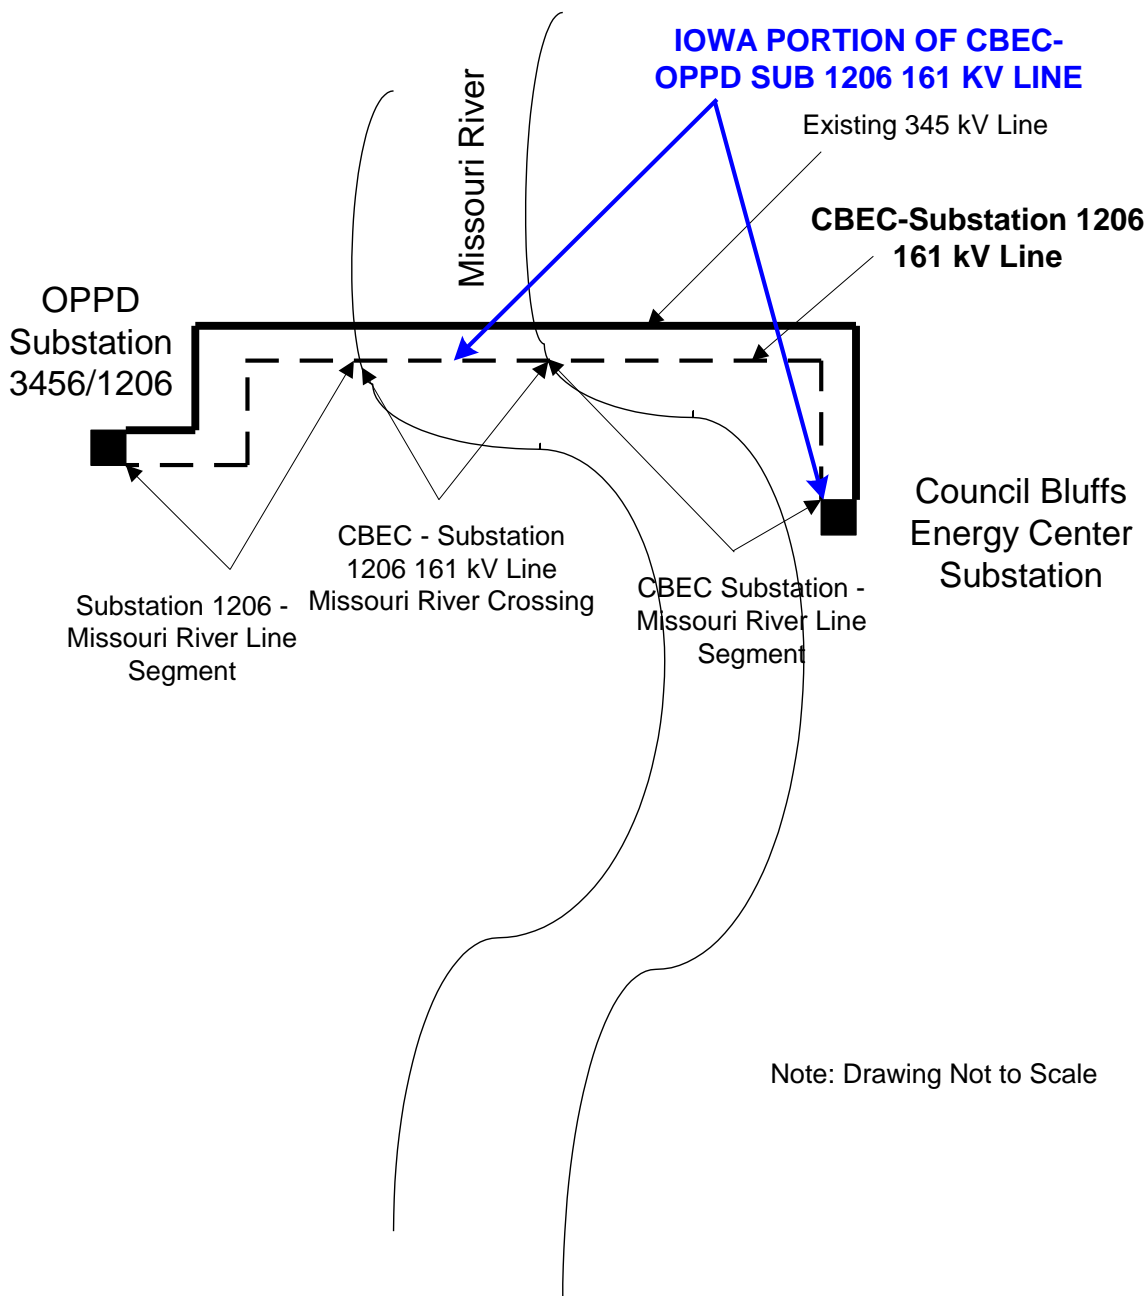 IOWA PORTION OF CBEC-
OPPD SUB 1206 161 KV LINE
Missouri River
Existing 345 kV Line
CBEC-Substation 1206
161 kV Line
OPPD
Substation
3456/1206
Council Bluffs
Energy Center
Substation
CBEC - Substation
1206 161 kV Line
Missouri River Crossing
CBEC Substation -
Missouri River Line
Segment
Substation 1206 -
Missouri River Line
Segment
Note: Drawing Not to Scale